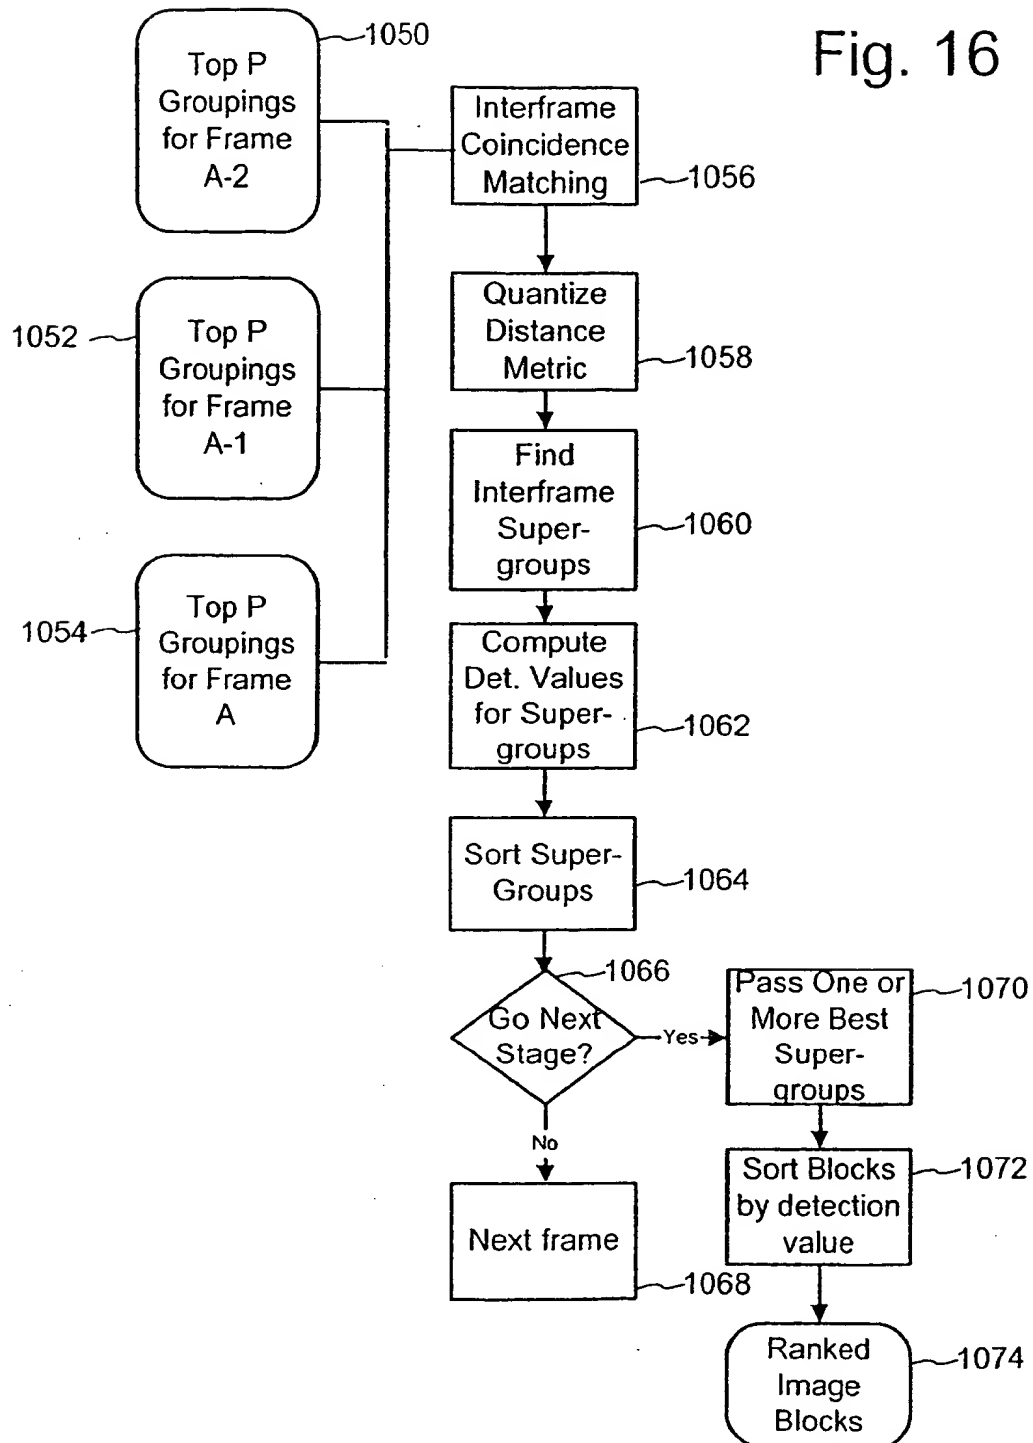 Fig. 16
1050
Top P
Groupings
for Frame
A-2
1052
Top P
Groupings
for Frame
A-1
1054
Top P
Groupings
for Frame
A
Interframe
Coincidence
Matching
1056
Quantize
Distance
Metric
1058
Find
Interframe
Super-
groups
1060
Compute
Det. Values
for Super-
groups
1062
Sort Super-
Groups
1064
1066
Go Next
Stage?
Yes
No
Next frame
1068
Pass One or
More Best
Super-
groups
1070
Sort Blocks
by detection
value
1072
Ranked
Image
Blocks
1074